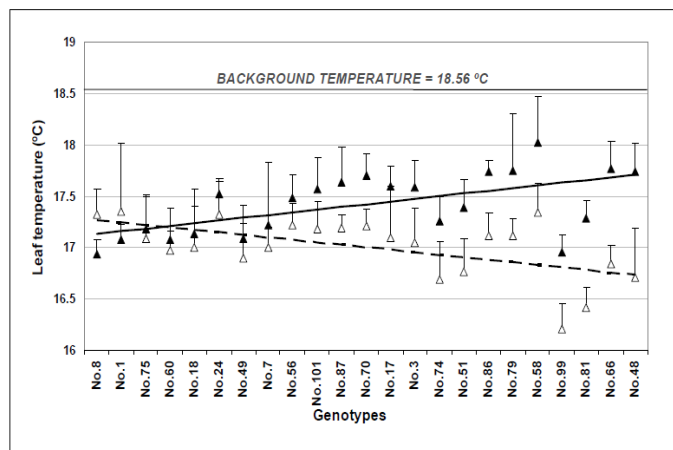 19
BACKGROUND TEMPERATURE = 18.56 ºC
18.5
18
17.5
17
16.5
16
Leaf temperature (ºC)
No.8
No.1
No.75
No.60
No.18
No.24
No.49
No.7
No.56
No.101
No.87
No.70
No.17
No.3
No.74
No.51
No.86
No.79
No.58
No.99
No.81
No.66
No.48
Genotypes